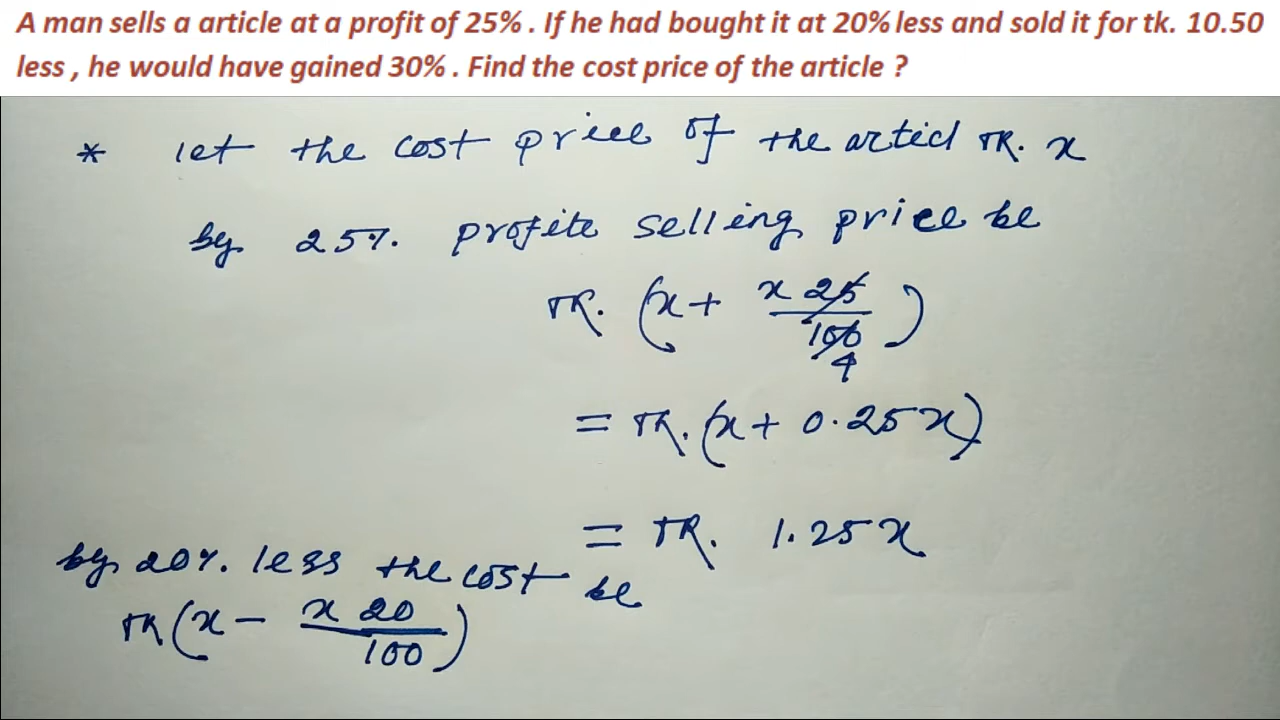 A man sells a article at a profit of 25% . If he had bought it at 20% less and sold it for tk. 10.50
less , he would have gained 30% . Find the cost price of the article ?
* let the cost price of the articl TK. x
by 25%. profite selling price be
TK. (x + x 25/100)
4
= TK. (x + 0.25x)
= TK. 1.25x
by 20%. less the cost be
TK (x - x 20/100)